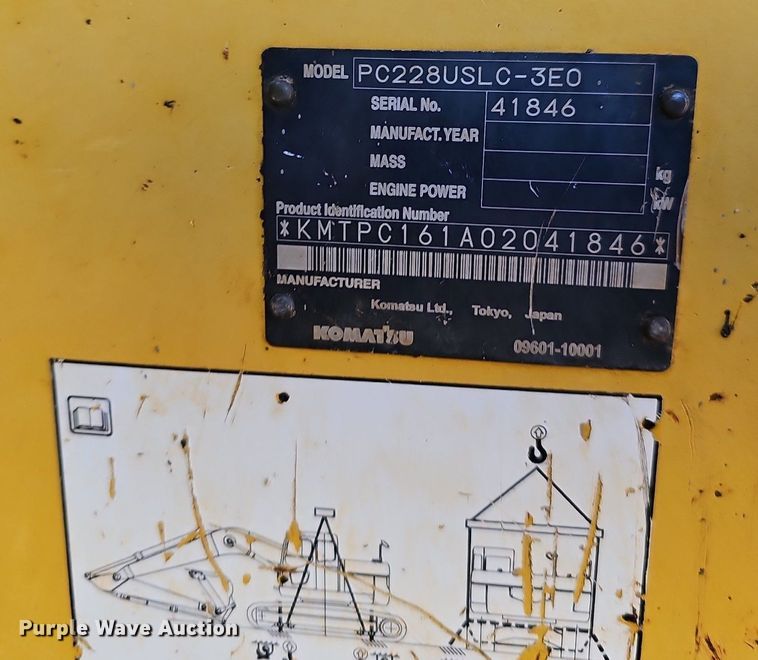 MODEL PC228USLC-3E0
SERIAL No. 41846
MANUFACT. YEAR
MASS kg
ENGINE POWER kW
Product Identification Number
*KMTPC161A02041846*
MANUFACTURER
Komatsu Ltd., Tokyo, Japan
KOMATSU 09601-10001
Purple Wave Auction